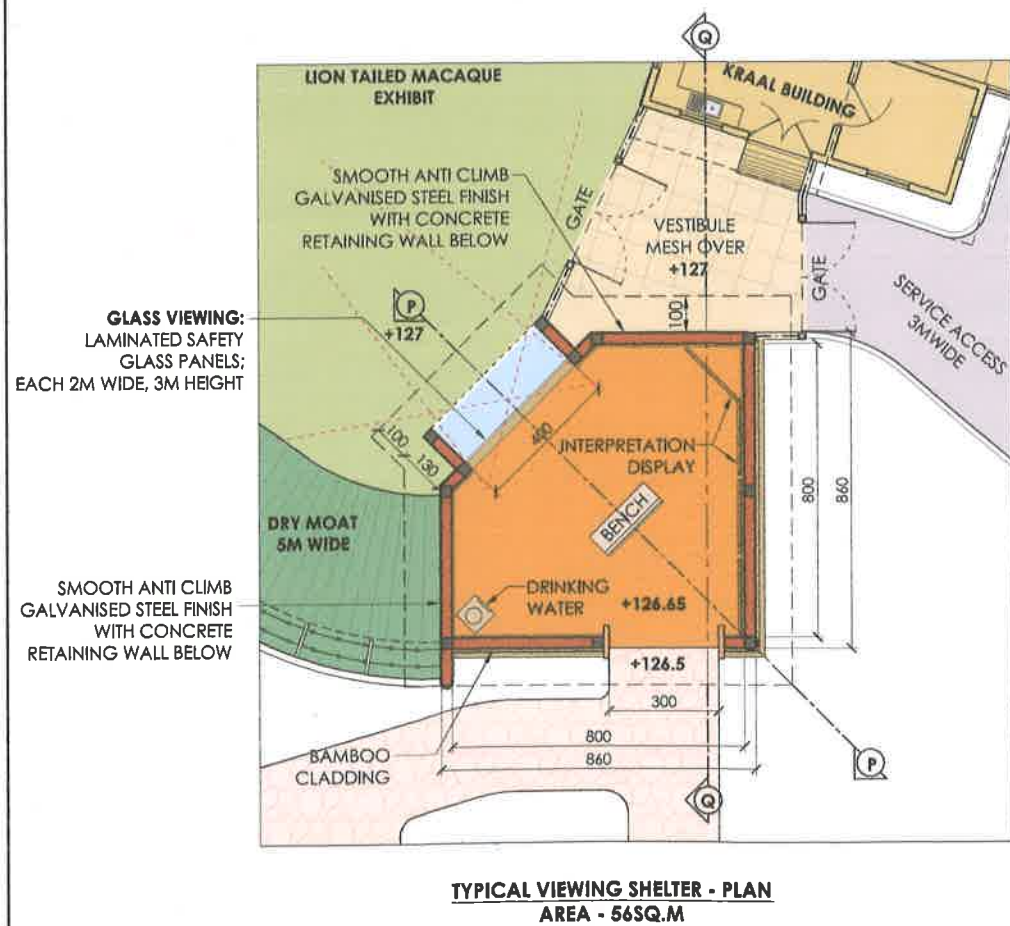 Q
LION TAILED MACAQUE
EXHIBIT
KRAAL BUILDING
SMOOTH ANTI CLIMB
GALVANISED STEEL FINISH
WITH CONCRETE
RETAINING WALL BELOW
GATE
VESTIBULE
MESH OVER
+127
GATE
SERVICE ACCESS
3MWIDE
P
+127
100
GLASS VIEWING:
LAMINATED SAFETY
GLASS PANELS;
EACH 2M WIDE, 3M HEIGHT
100
130
400
INTERPRETATION
DISPLAY
800
860
BENCH
DRY MOAT
5M WIDE
SMOOTH ANTI CLIMB
GALVANISED STEEL FINISH
WITH CONCRETE
RETAINING WALL BELOW
DRINKING
WATER
+126.65
+126.5
300
800
860
BAMBOO
CLADDING
P
Q
TYPICAL VIEWING SHELTER - PLAN
AREA - 56SQ.M